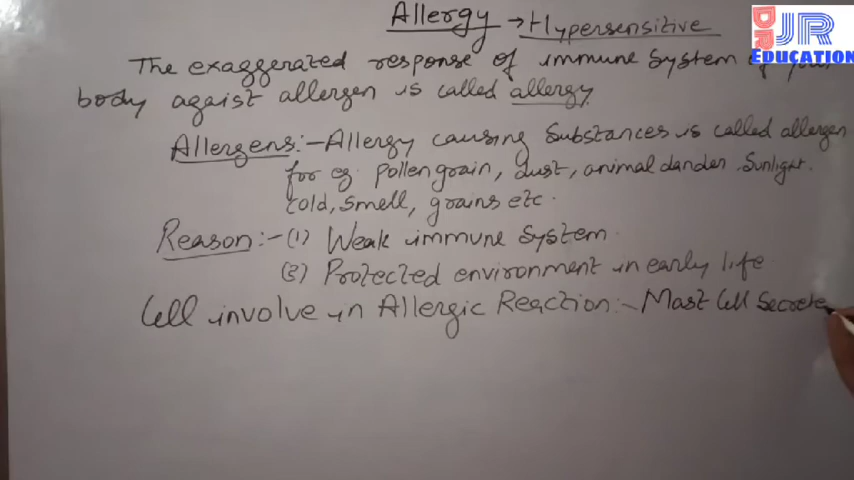 Allergy → Hypersensitive
DR JR EDUCATION
The exaggerated response of immune system of your
body agaist allergen is called allergy.
Allergens:- Allergy causing substances is called allergen
for eg pollen grain, dust, animal dander, Sunlight.
cold, smell, grains etc.
Reason:- (1) Weak immune system
Protected environment in early life
Cell involve in Allergic Reaction:- Mast Cell Secrete